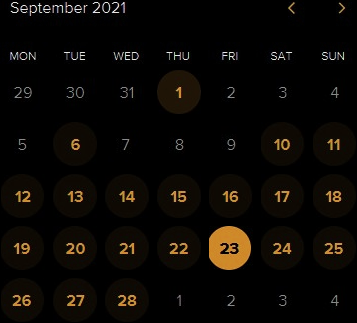 September 2021
MON TUE WED THU FRI SAT SUN
29 30 31 1 2 3 4
5 6 7 8 9 10 11
12 13 14 15 16 17 18
19 20 21 22 23 24 25
26 27 28 1 2 3 4